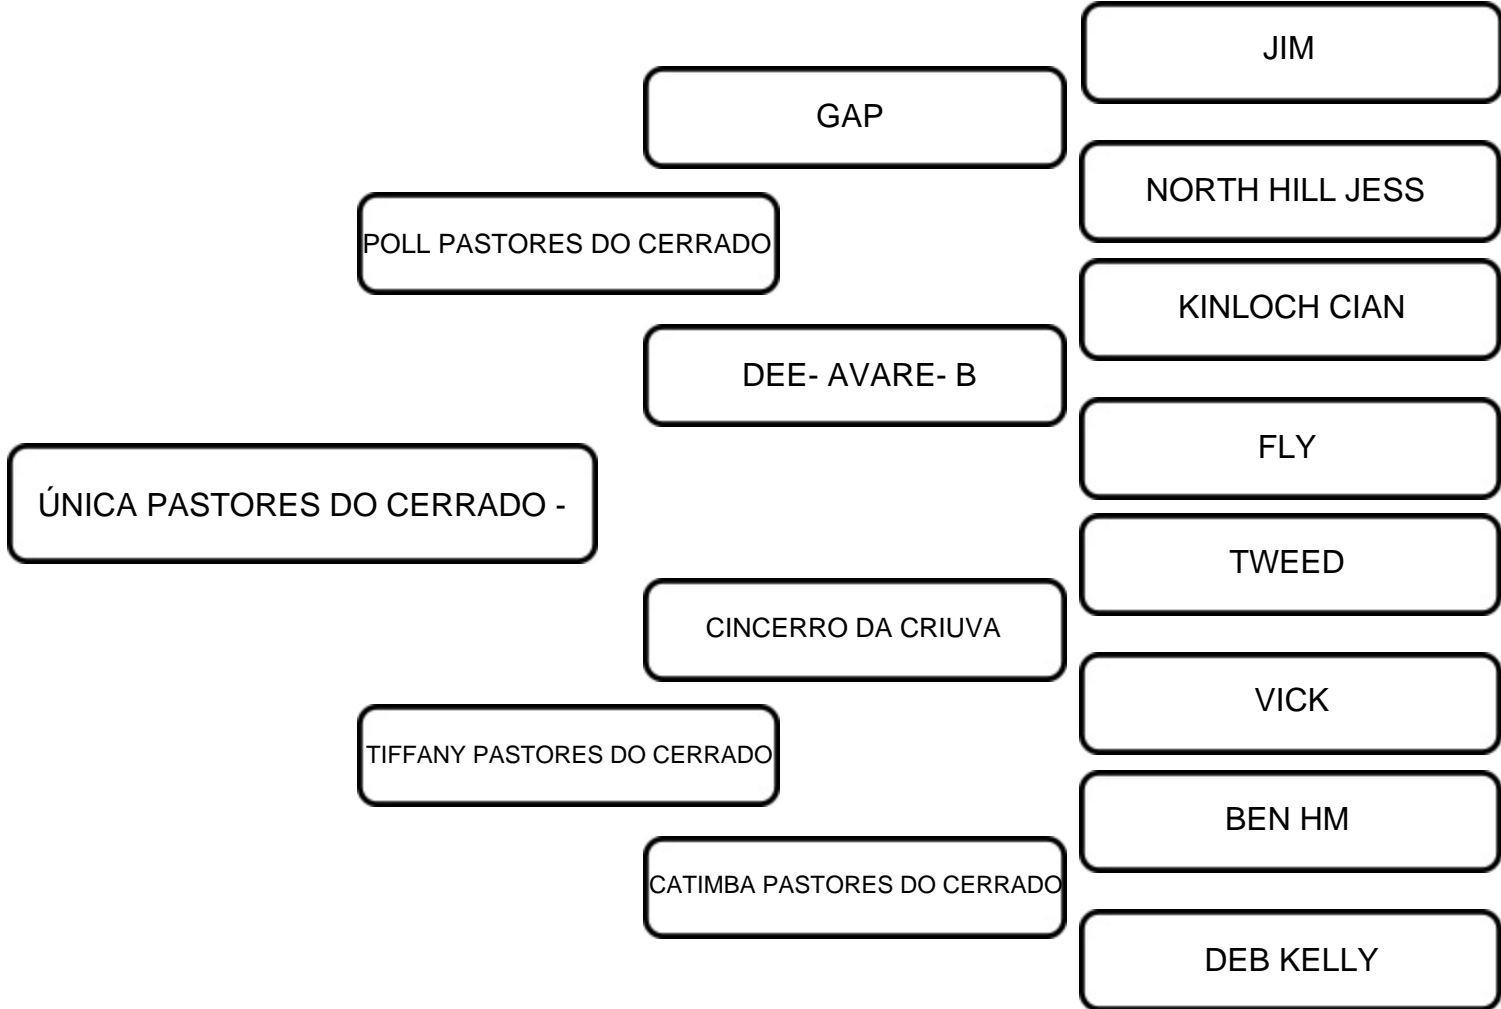 JIM
GAP
NORTH HILL JESS
POLL PASTORES DO CERRADO
KINLOCH CIAN
DEE- AVARE- B
FLY
ÚNICA PASTORES DO CERRADO -
TWEED
CINCERRO DA CRIUVA
VICK
TIFFANY PASTORES DO CERRADO
BEN HM
CATIMBA PASTORES DO CERRADO
DEB KELLY